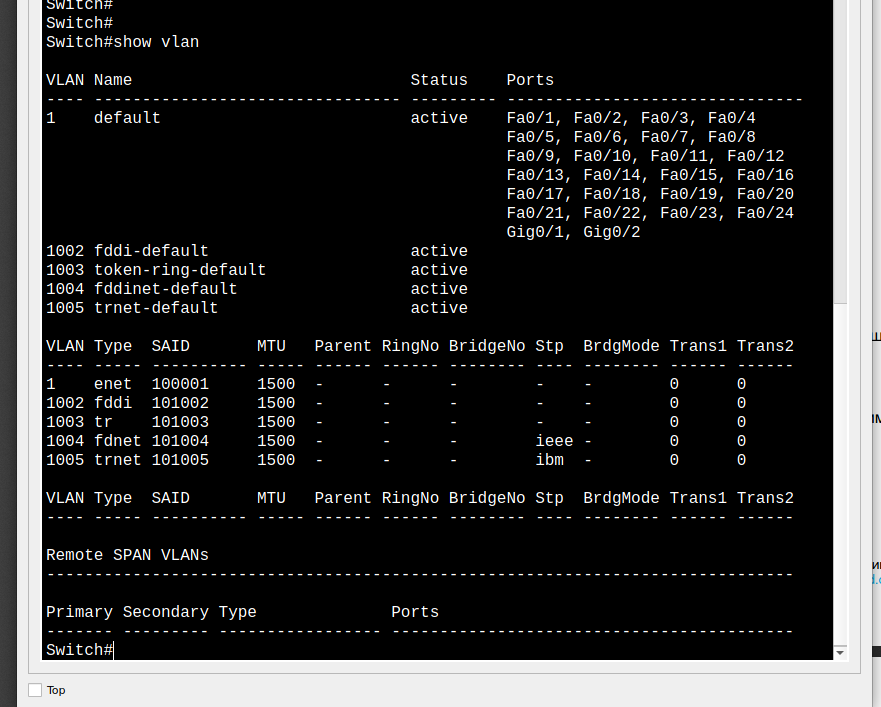 Switch#
Switch#
Switch#show vlan
VLAN Name                             Status    Ports
---- -------------------------------- --------- -------------------------------
1    default                          active    Fa0/1, Fa0/2, Fa0/3, Fa0/4
                                                Fa0/5, Fa0/6, Fa0/7, Fa0/8
                                                Fa0/9, Fa0/10, Fa0/11, Fa0/12
                                                Fa0/13, Fa0/14, Fa0/15, Fa0/16
                                                Fa0/17, Fa0/18, Fa0/19, Fa0/20
                                                Fa0/21, Fa0/22, Fa0/23, Fa0/24
                                                Gig0/1, Gig0/2
1002 fddi-default                     active
1003 token-ring-default               active
1004 fddinet-default                  active
1005 trnet-default                    active
VLAN Type  SAID       MTU   Parent RingNo BridgeNo Stp  BrdgMode Trans1 Trans2
---- ----- ---------- ----- ------ ------ -------- ---- -------- ------ ------
1    enet  100001     1500  -      -      -        -    -        0      0
1002 fddi  101002     1500  -      -      -        -    -        0      0
1003 tr    101003     1500  -      -      -        -    -        0      0
1004 fdnet 101004     1500  -      -      -        ieee -        0      0
1005 trnet 101005     1500  -      -      -        ibm  -        0      0
VLAN Type  SAID       MTU   Parent RingNo BridgeNo Stp  BrdgMode Trans1 Trans2
---- ----- ---------- ----- ------ ------ -------- ---- -------- ------ ------
Remote SPAN VLANs
------------------------------------------------------------------------------
Primary Secondary Type              Ports
------- --------- ----------------- ------------------------------------------
Switch#
Top